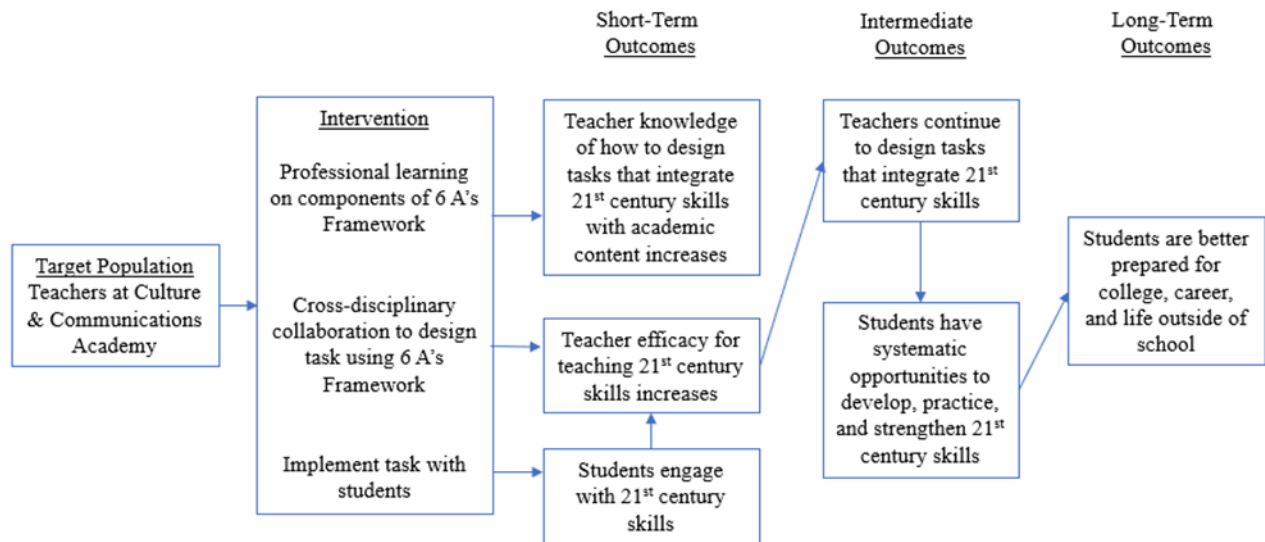 Short-Term
Outcomes
Intermediate
Outcomes
Long-Term
Outcomes
Target Population
Teachers at Culture
& Communications
Academy
Intervention
Professional learning
on components of 6 A’s
Framework
Cross-disciplinary
collaboration to design
task using 6 A’s
Framework
Implement task with
students
Teacher knowledge
of how to design
tasks that integrate
21st century skills
with academic
content increases
Teacher efficacy for
teaching 21st century
skills increases
Students engage
with 21st century
skills
Teachers continue
to design tasks
that integrate 21st
century skills
Students have
systematic
opportunities to
develop, practice,
and strengthen 21st
century skills
Students are better
prepared for
college, career,
and life outside of
school